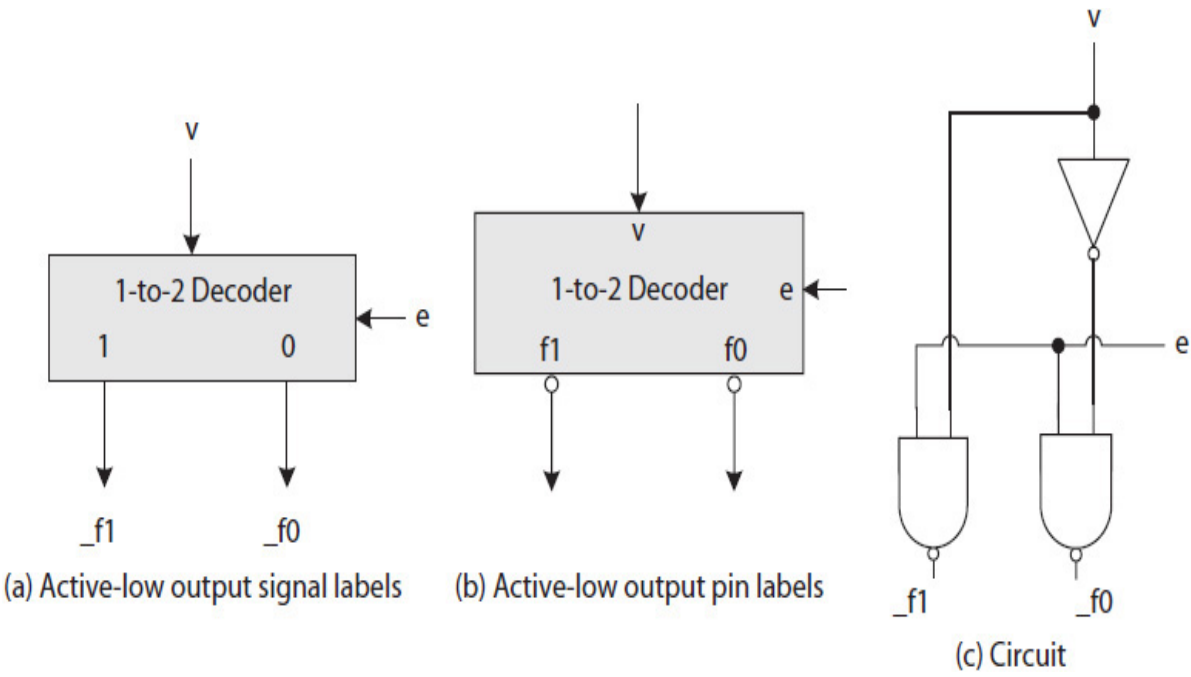 v
1-to-2 Decoder
1 0
e
_f1 _f0
(a) Active-low output signal labels
v
1-to-2 Decoder e
f1 f0
(b) Active-low output pin labels
v
e
_f1 _f0
(c) Circuit